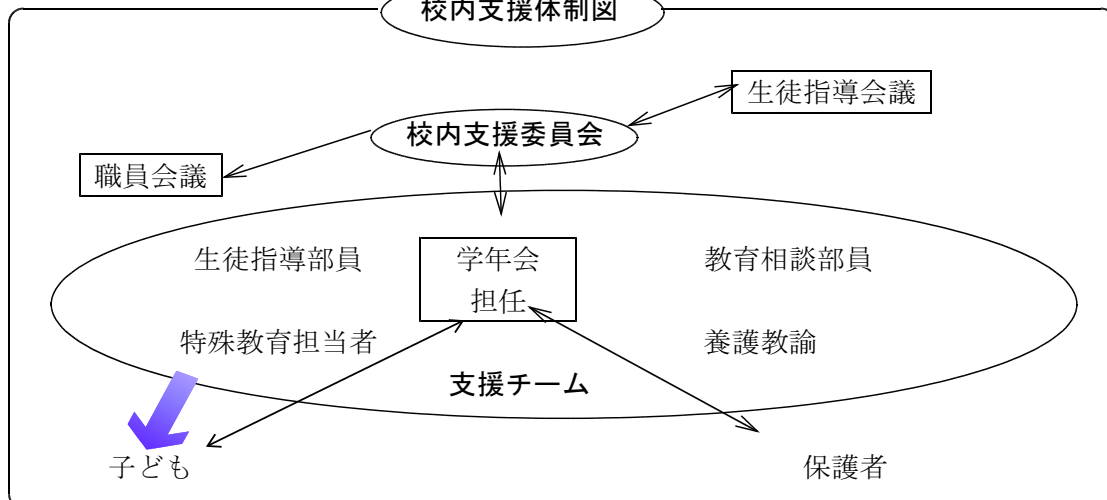 校内支援体制図
生徒指導会議
校内支援委員会
職員会議
生徒指導部員
学年会
教育相談部員
担任
特殊教育担当者
養護教諭
支援チーム
子ども
保護者